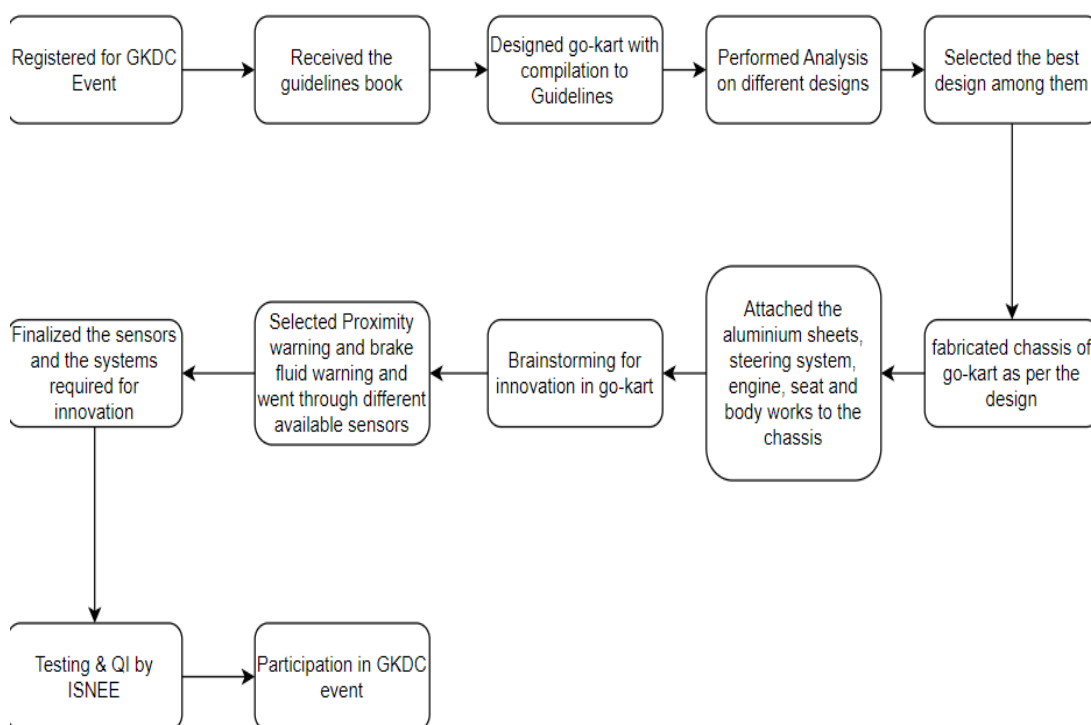 Registered for GKDC
Event
Received the
guidelines book
Designed go-kart with
compilation to
Guidelines
Performed Analysis
on different designs
Selected the best
design among them
fabricated chassis of
go-kart as per the
design
Attached the
aluminium sheets,
steering system,
engine, seat and
body works to the
chassis
Brainstorming for
innovation in go-kart
Selected Proximity
warning and brake
fluid warning and
went through different
available sensors
Finalized the sensors
and the systems
required for
innovation
Testing & QI by
ISNEE
Participation in GKDC
event